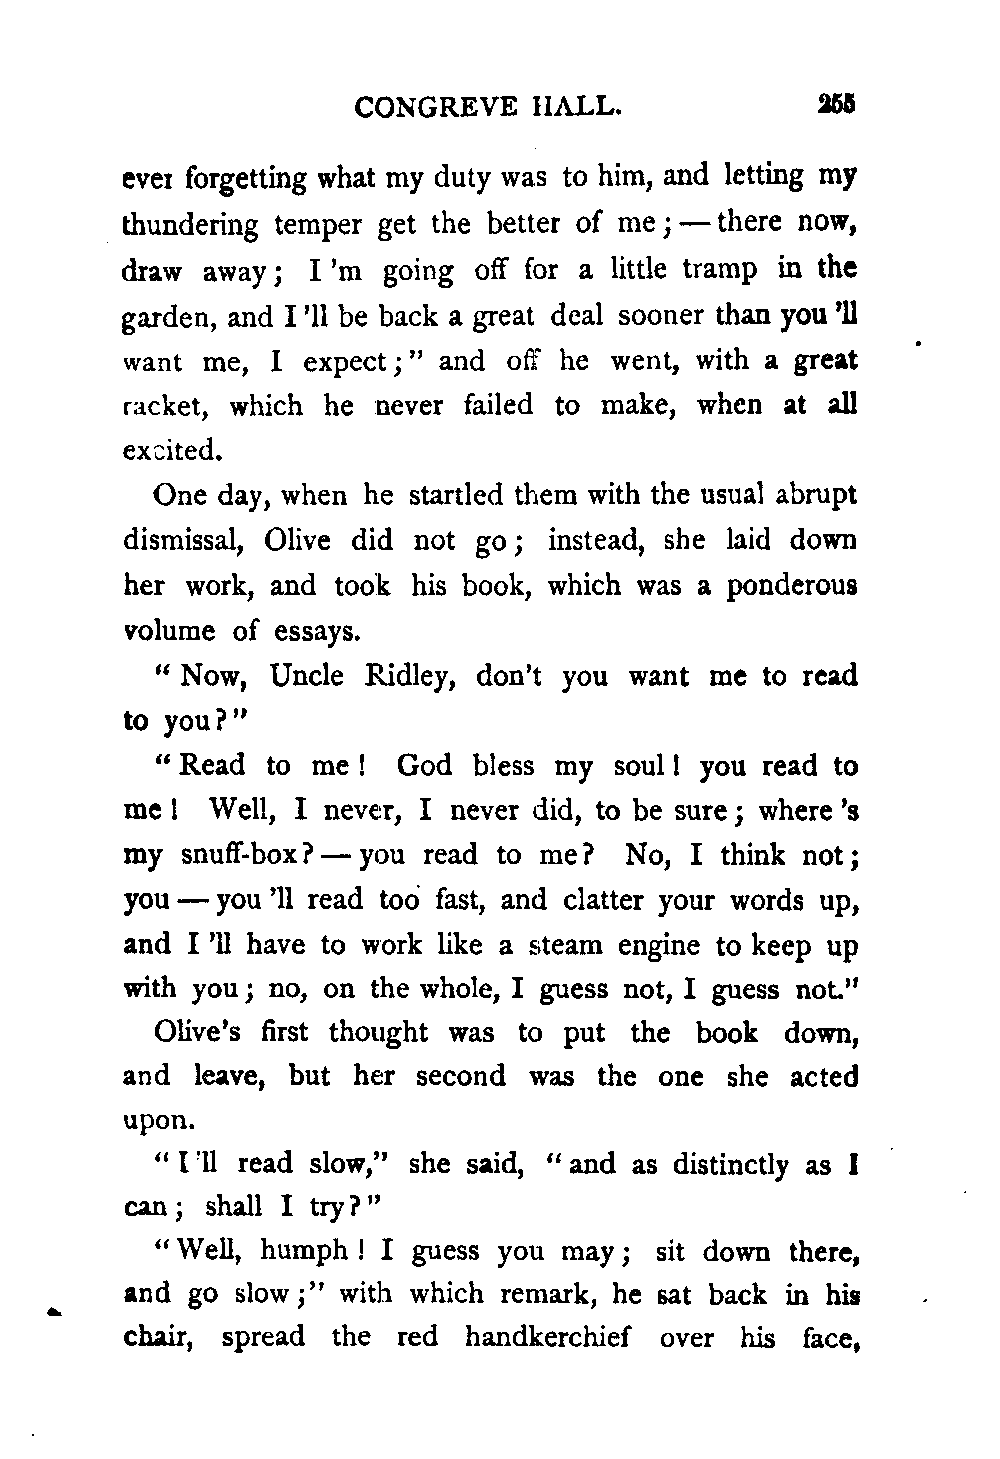 CONGREVE HALL. 255
ever forgetting what my duty was to him, and letting my
thundering temper get the better of me; — there now,
draw away; I'm going off for a little tramp in the
garden, and I'll be back a great deal sooner than you'll
want me, I expect;" and off he went, with a great
racket, which he never failed to make, when at all
excited.
One day, when he startled them with the usual abrupt
dismissal, Olive did not go; instead, she laid down
her work, and took his book, which was a ponderous
volume of essays.
"Now, Uncle Ridley, don't you want me to read
to you?"
"Read to me! God bless my soul! you read to
me! Well, I never, I never did, to be sure; where's
my snuff-box? — you read to me? No, I think not;
you — you'll read too fast, and clatter your words up,
and I'll have to work like a steam engine to keep up
with you; no, on the whole, I guess not, I guess not."
Olive's first thought was to put the book down,
and leave, but her second was the one she acted
upon.
"I'll read slow," she said, "and as distinctly as I
can; shall I try?"
"Well, humph! I guess you may; sit down there,
and go slow;" with which remark, he sat back in his
chair, spread the red handkerchief over his face,